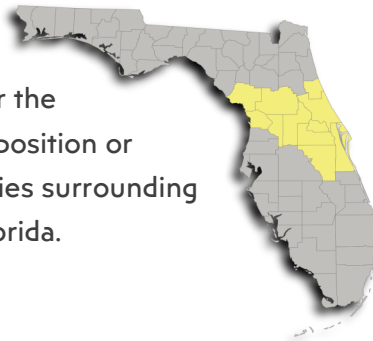 r the
position or
ies surrounding
orida.